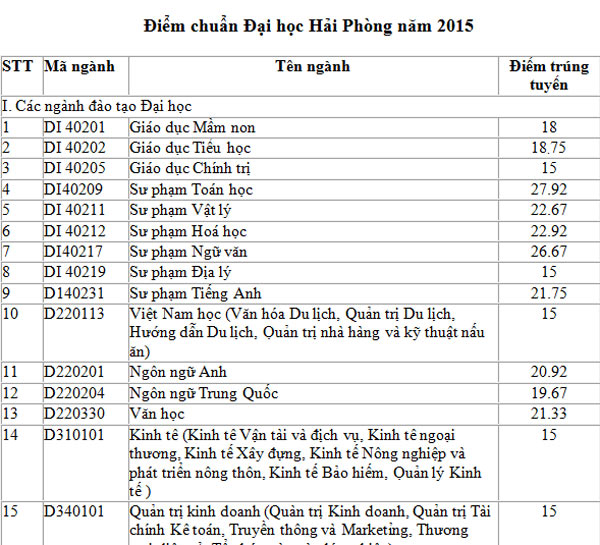 Điểm chuẩn Đại học Hải Phòng năm 2015
STT Mã ngành Tên ngành Điểm trúng tuyển
I. Các ngành đào tạo Đại học
1 DI 40201 Giáo dục Mầm non 18
2 DI 40202 Giáo dục Tiểu học 18.75
3 DI 40205 Giáo dục Chính trị 15
4 DI40209 Sư phạm Toán học 27.92
5 DI 40211 Sư phạm Vật lý 22.67
6 DI 40212 Sư phạm Hoá học 22.92
7 DI40217 Sư phạm Ngữ văn 26.67
8 DI 40219 Sư phạm Địa lý 15
9 D140231 Sư phạm Tiếng Anh 21.75
10 D220113 Việt Nam học (Văn hóa Du lịch, Quản trị Du lịch, 15
Hướng dẫn Du lịch, Quản trị nhà hàng và kỹ thuật nấu
ăn)
11 D220201 Ngôn ngữ Anh 20.92
12 D220204 Ngôn ngữ Trung Quốc 19.67
13 D220330 Văn học 21.33
14 D310101 Kinh tê (Kinh tê Vận tải và địch vụ, Kinh tê ngoại 15
thương, Kinh tế Xây đựng, Kinh tế Nông nghiệp và
phát triển nông thôn, Kinh tế Bảo hiểm, Quản lý Kinh
tế )
15 D340101 Quản trị kinh doanh (Quản trị Kinh doanh, Quản trị Tài 15
chính Kê toán, Truyền thông và Marketing, Thương